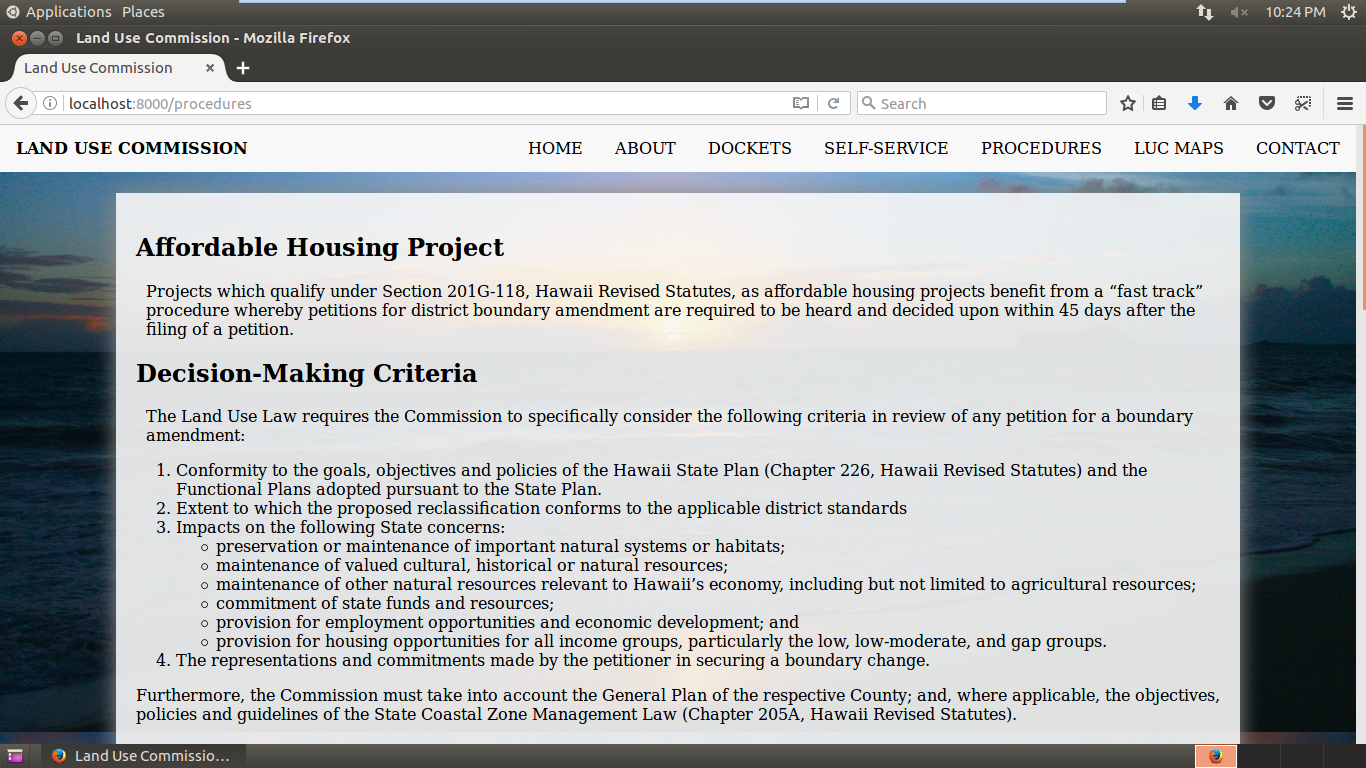 Applications Places 10:24 PM
Land Use Commission - Mozilla Firefox
Land Use Commission
localhost:8000/procedures Search
LAND USE COMMISSION HOME ABOUT DOCKETS SELF-SERVICE PROCEDURES LUC MAPS CONTACT
Affordable Housing Project
Projects which qualify under Section 201G-118, Hawaii Revised Statutes, as affordable housing projects benefit from a “fast track”
procedure whereby petitions for district boundary amendment are required to be heard and decided upon within 45 days after the
filing of a petition.
Decision-Making Criteria
The Land Use Law requires the Commission to specifically consider the following criteria in review of any petition for a boundary
amendment:
1. Conformity to the goals, objectives and policies of the Hawaii State Plan (Chapter 226, Hawaii Revised Statutes) and the
Functional Plans adopted pursuant to the State Plan.
2. Extent to which the proposed reclassification conforms to the applicable district standards
3. Impacts on the following State concerns:
preservation or maintenance of important natural systems or habitats;
maintenance of valued cultural, historical or natural resources;
maintenance of other natural resources relevant to Hawaii’s economy, including but not limited to agricultural resources;
commitment of state funds and resources;
provision for employment opportunities and economic development; and
provision for housing opportunities for all income groups, particularly the low, low-moderate, and gap groups.
4. The representations and commitments made by the petitioner in securing a boundary change.
Furthermore, the Commission must take into account the General Plan of the respective County; and, where applicable, the objectives,
policies and guidelines of the State Coastal Zone Management Law (Chapter 205A, Hawaii Revised Statutes).
Land Use Commissio...